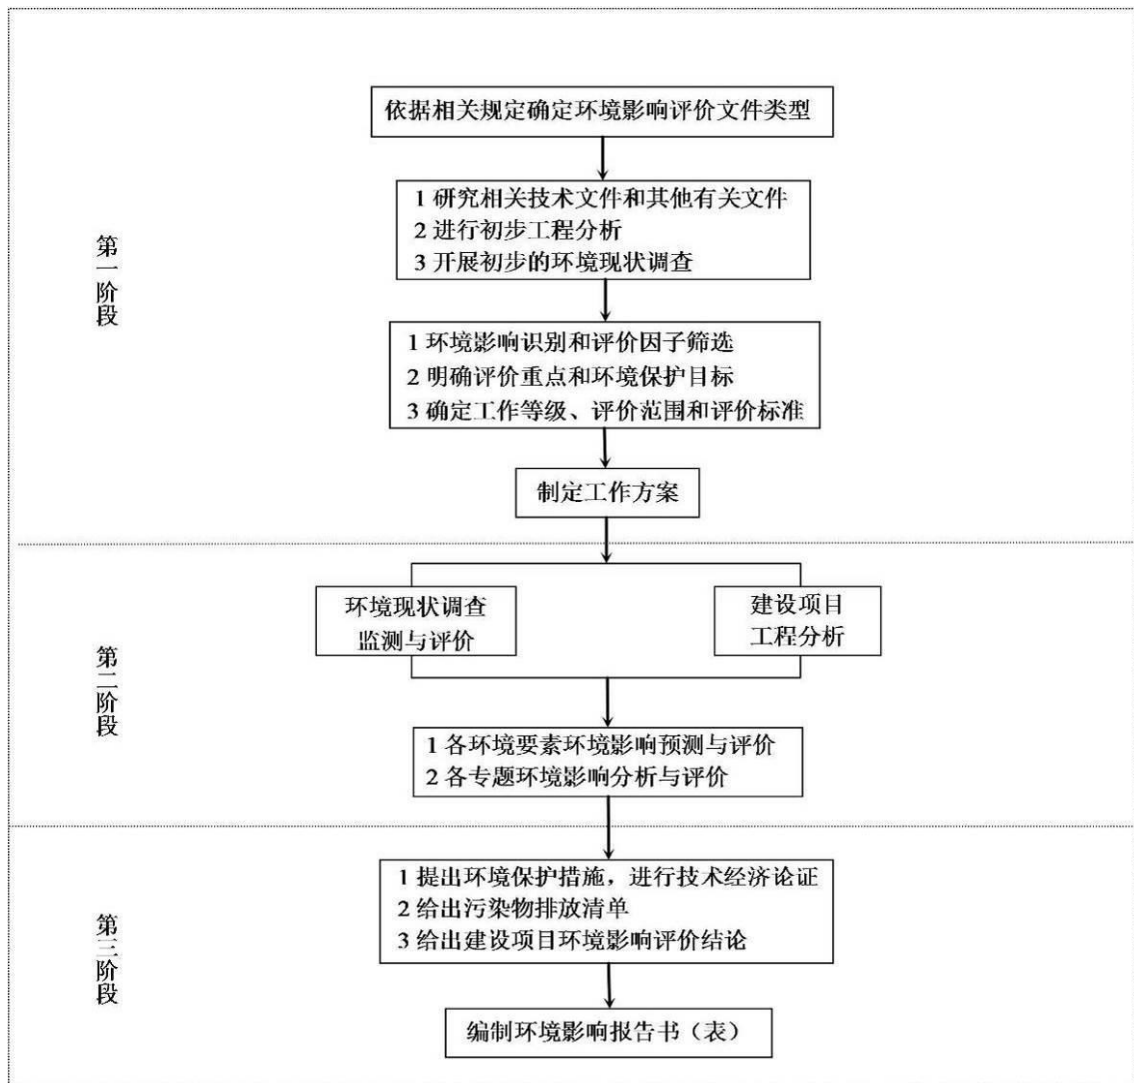 依据相关规定确定环境影响评价文件类型
1 研究相关技术文件和其他有关文件
2 进行初步工程分析
3 开展初步的环境现状调查
第一阶段
1 环境影响识别和评价因子筛选
2 明确评价重点和环境保护目标
3 确定工作等级、评价范围和评价标准
制定工作方案
环境现状调查
监测与评价
建设项目
工程分析
第二阶段
1 各环境要素环境影响预测与评价
2 各专题环境影响分析与评价
1 提出环境保护措施，进行技术经济论证
2 给出污染物排放清单
3 给出建设项目环境影响评价结论
第三阶段
编制环境影响报告书（表）